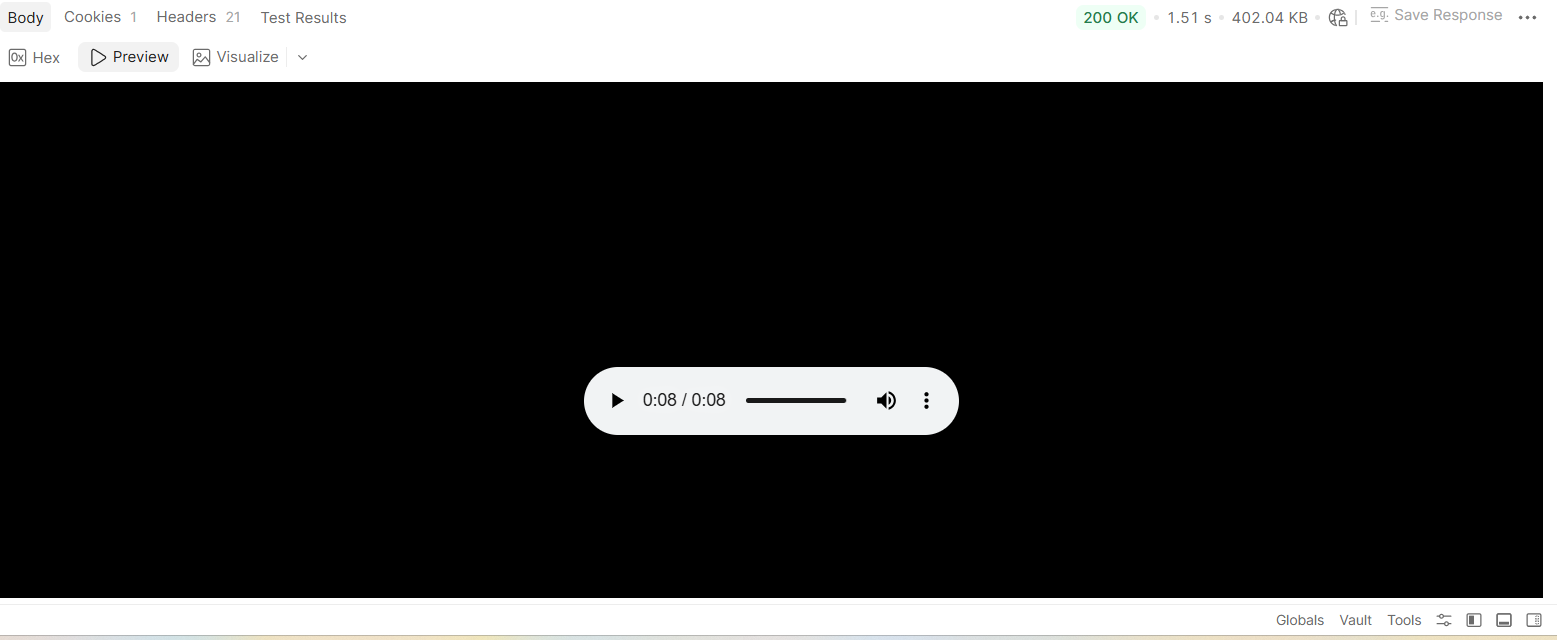 Body Cookies 1 Headers 21 Test Results 200 OK • 1.51 s • 402.04 KB • e.g. Save Response
0x Hex Preview Visualize
0:08 / 0:08
Globals Vault Tools